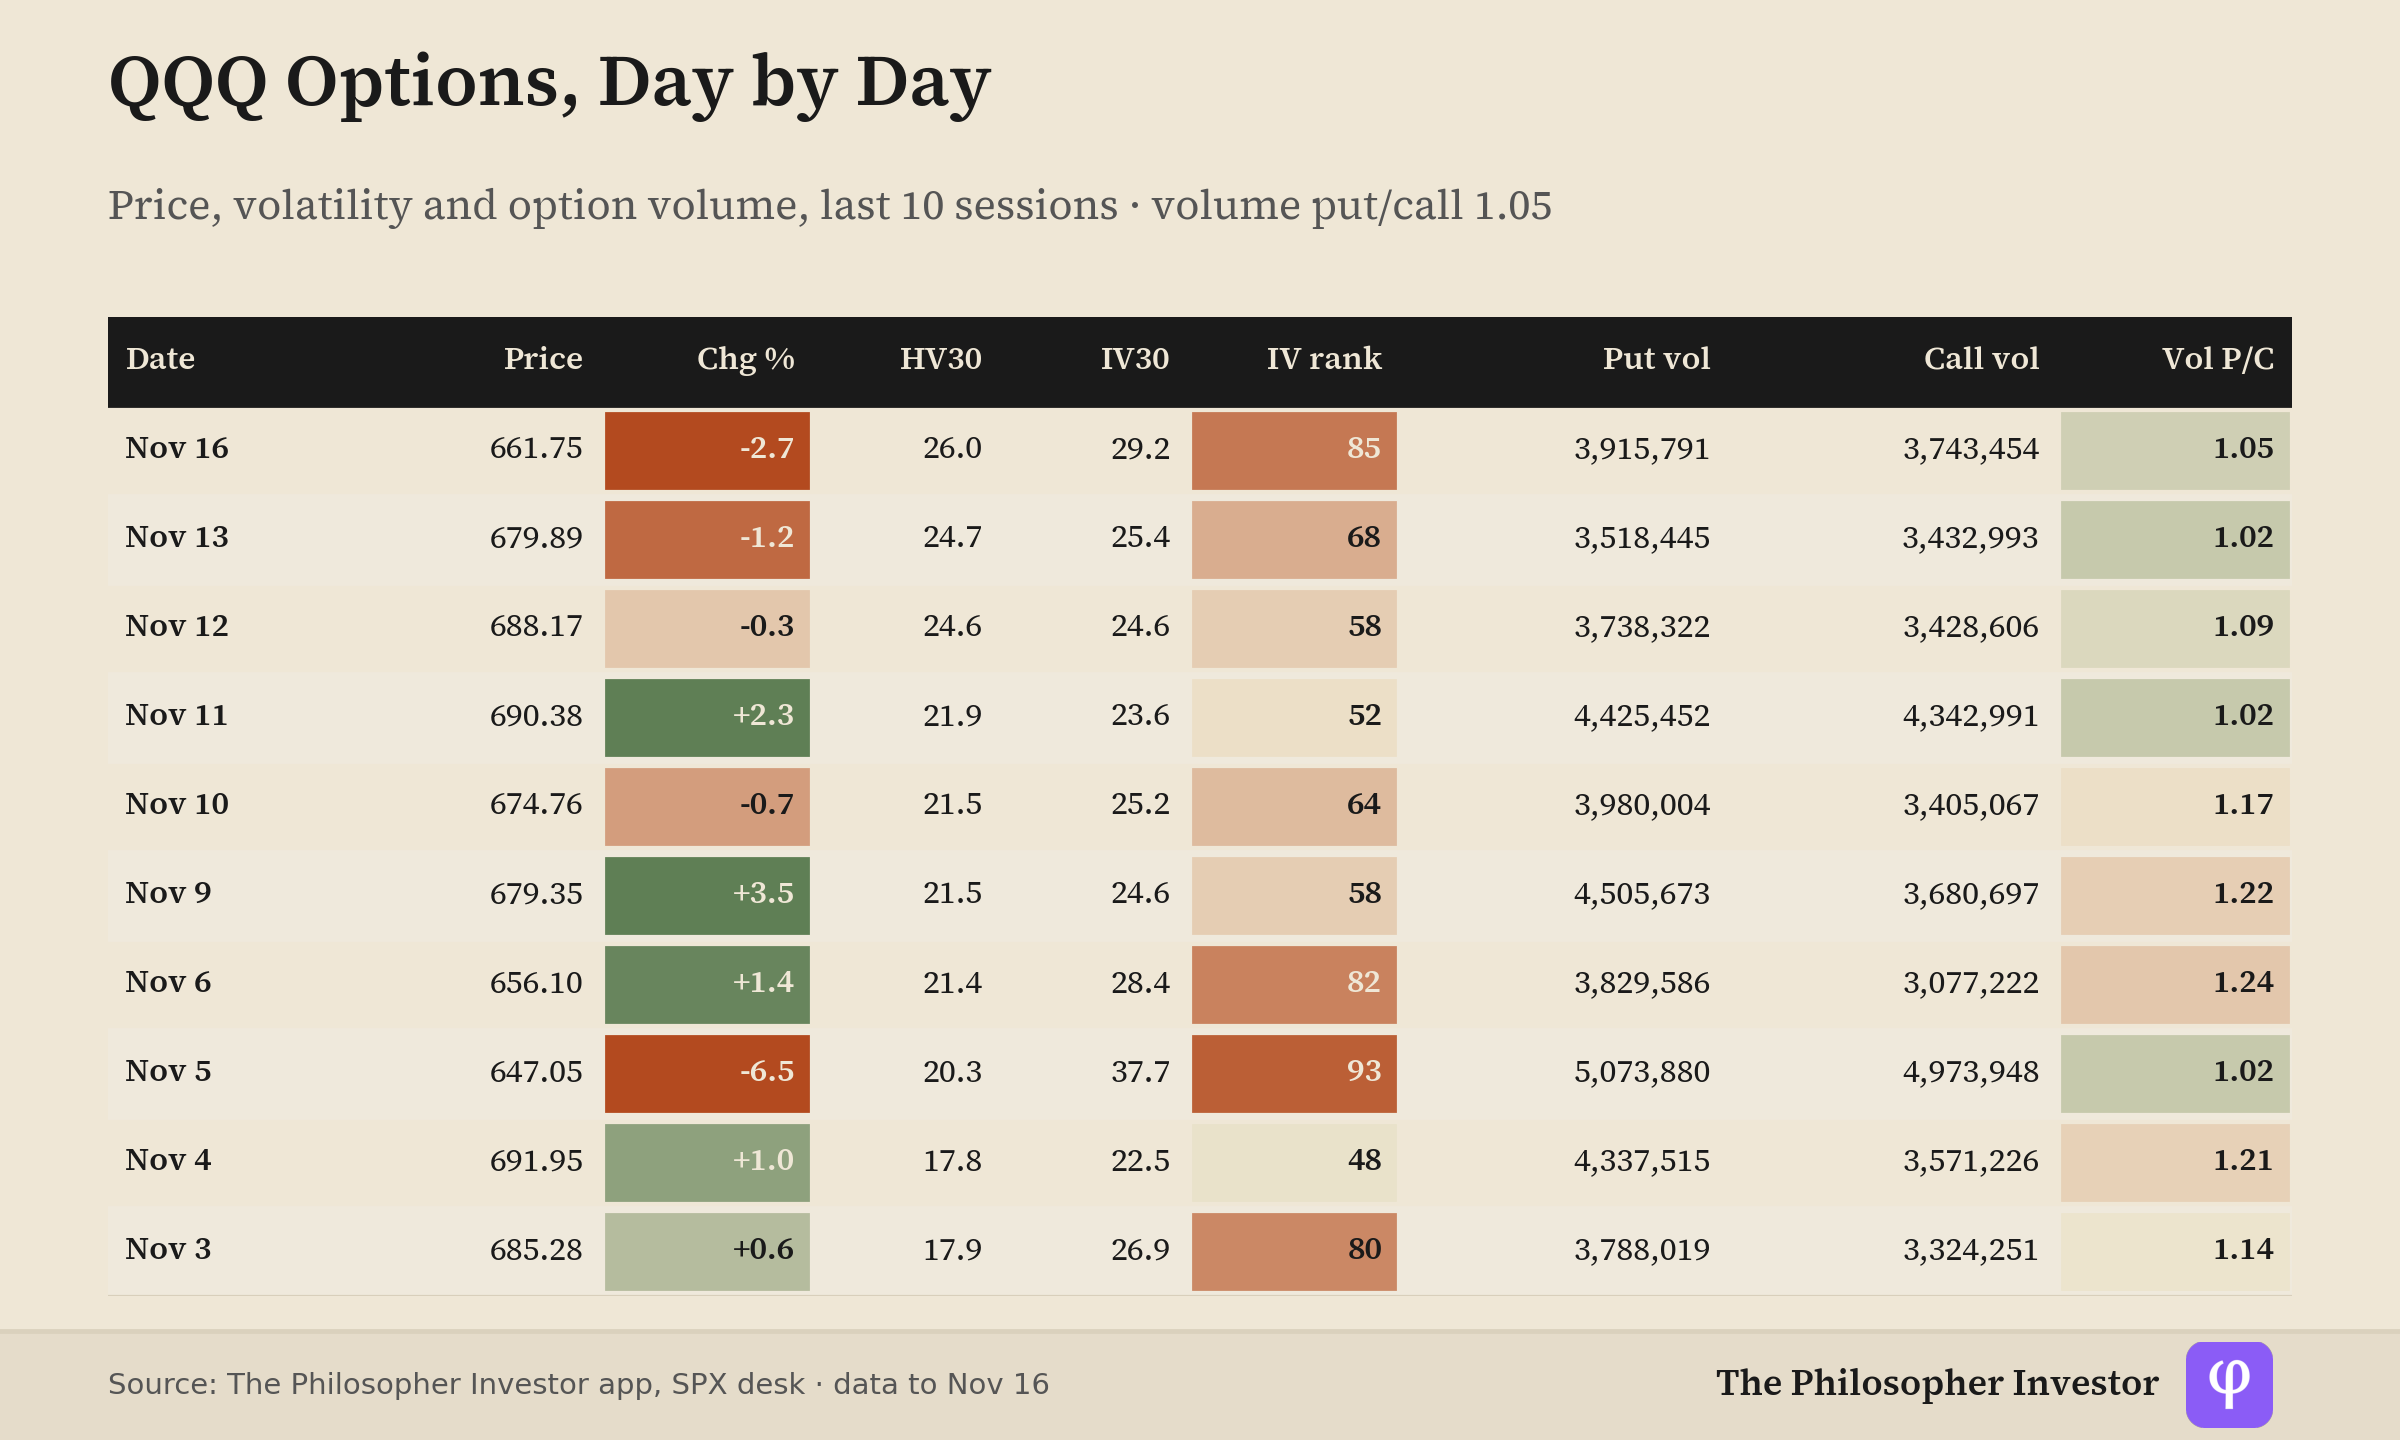 QQQ Options, Day by Day
Price, volatility and option volume, last 10 sessions · volume put/call 1.05
Date Price Chg % HV30 IV30 IV rank Put vol Call vol Vol P/C
Nov 16 661.75 -2.7 26.0 29.2 85 3,915,791 3,743,454 1.05
Nov 13 679.89 -1.2 24.7 25.4 68 3,518,445 3,432,993 1.02
Nov 12 688.17 -0.3 24.6 24.6 58 3,738,322 3,428,606 1.09
Nov 11 690.38 +2.3 21.9 23.6 52 4,425,452 4,342,991 1.02
Nov 10 674.76 -0.7 21.5 25.2 64 3,980,004 3,405,067 1.17
Nov 9 679.35 +3.5 21.5 24.6 58 4,505,673 3,680,697 1.22
Nov 6 656.10 +1.4 21.4 28.4 82 3,829,586 3,077,222 1.24
Nov 5 647.05 -6.5 20.3 37.7 93 5,073,880 4,973,948 1.02
Nov 4 691.95 +1.0 17.8 22.5 48 4,337,515 3,571,226 1.21
Nov 3 685.28 +0.6 17.9 26.9 80 3,788,019 3,324,251 1.14
Source: The Philosopher Investor app, SPX desk · data to Nov 16
The Philosopher Investor φ